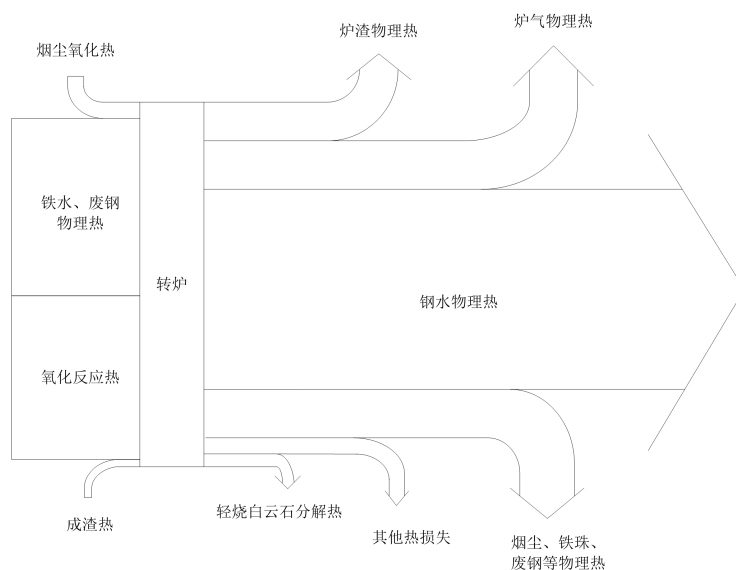 烟尘氧化热
炉渣物理热
炉气物理热
铁水、废钢
物理热
转炉
钢水物理热
氧化反应热
成渣热
轻烧白云石分解热
其他热损失
烟尘、铁珠、
废钢等物理热